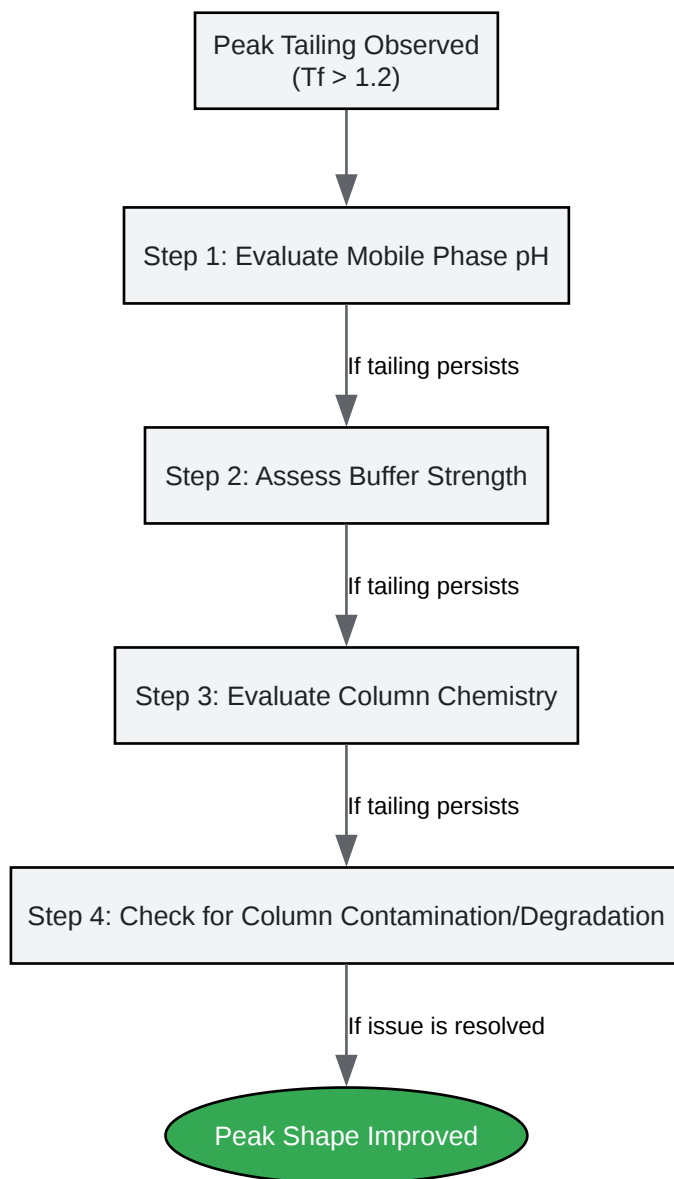 Peak Tailing Observed
(Tf > 1.2)
Step 1: Evaluate Mobile Phase pH
If tailing persists
Step 2: Assess Buffer Strength
If tailing persists
Step 3: Evaluate Column Chemistry
If tailing persists
Step 4: Check for Column Contamination/Degradation
If issue is resolved
Peak Shape Improved